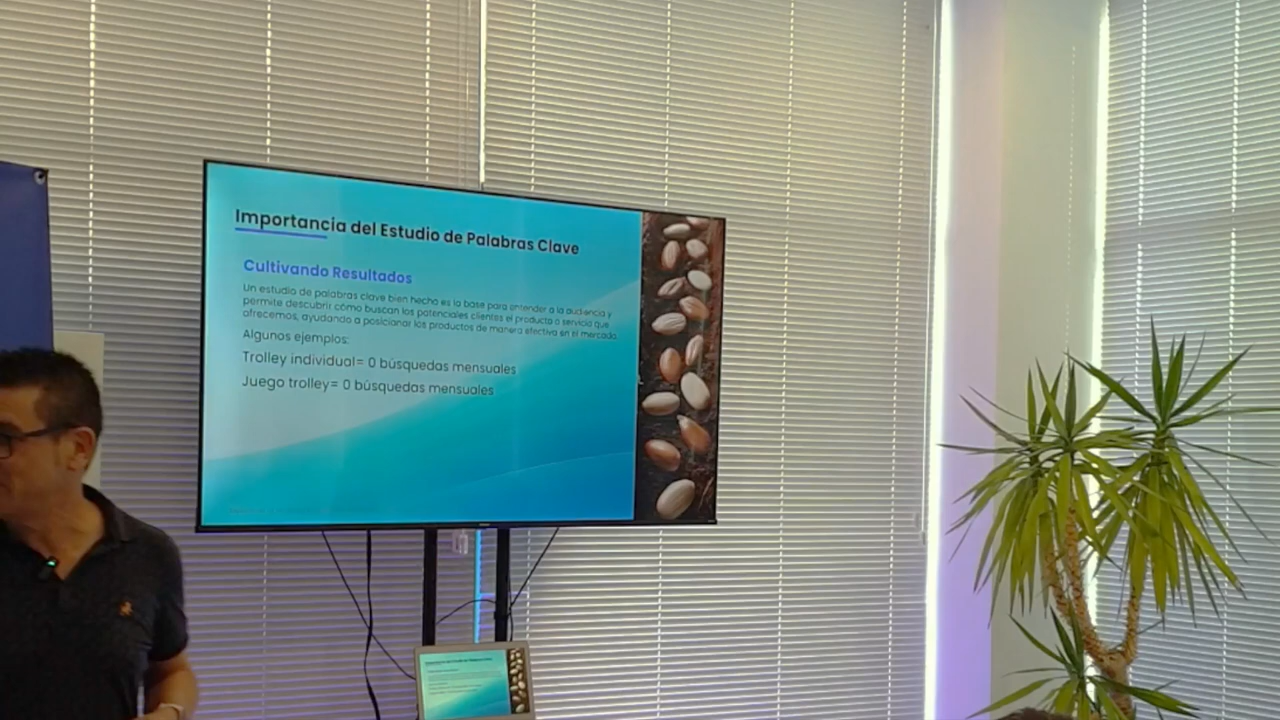 Importancia del Estudio de Palabras Clave
Cultivando Resultados
Un estudio de palabras clave bien hecho es la base para entender a la audiencia y
permite descubrir cómo buscan los potenciales clientes el producto o servicio que
ofrecemos, ayudando a posicionar los productos de manera efectiva en el mercado.
Algunos ejemplos:
Trolley individual= 0 búsquedas mensuales
Juego trolley= 0 búsquedas mensuales